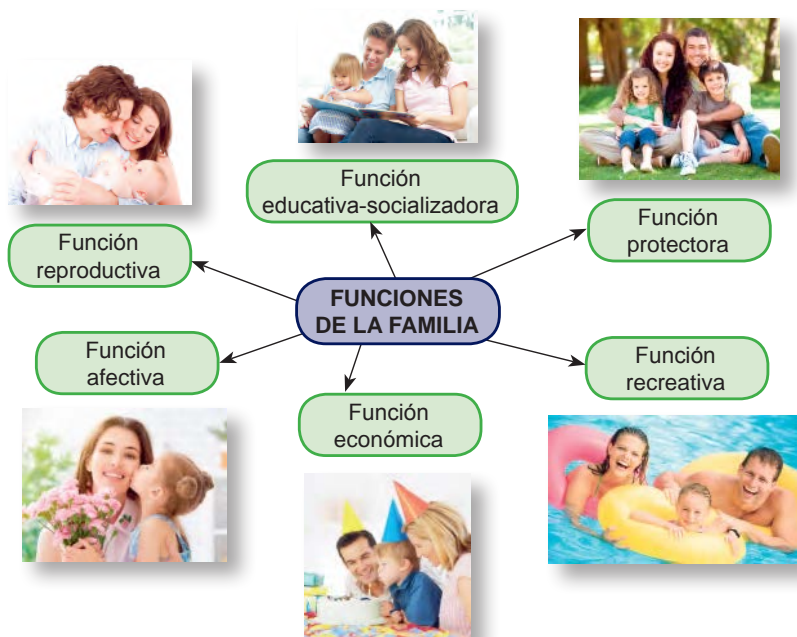 Función
educativa-socializadora
Función
protectora
Función
reproductiva
FUNCIONES
DE LA FAMILIA
Función
afectiva
Función
recreativa
Función
económica